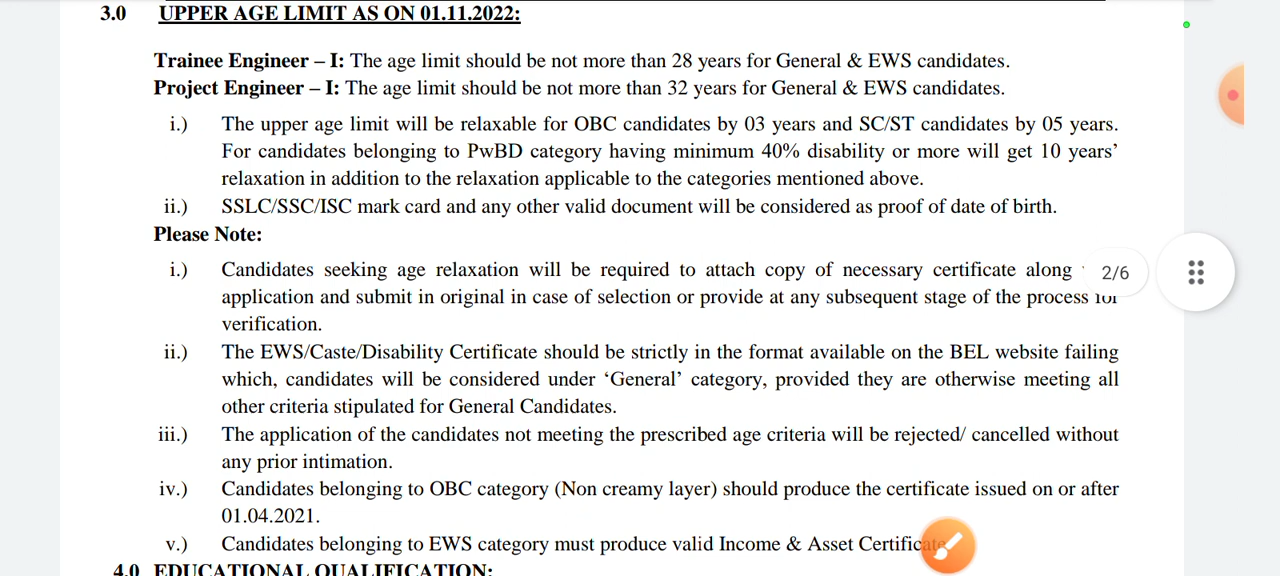 3.0 UPPER AGE LIMIT AS ON 01.11.2022:
Trainee Engineer – I: The age limit should be not more than 28 years for General & EWS candidates.
Project Engineer – I: The age limit should be not more than 32 years for General & EWS candidates.
i.) The upper age limit will be relaxable for OBC candidates by 03 years and SC/ST candidates by 05 years.
For candidates belonging to PwBD category having minimum 40% disability or more will get 10 years’
relaxation in addition to the relaxation applicable to the categories mentioned above.
ii.) SSLC/SSC/ISC mark card and any other valid document will be considered as proof of date of birth.
Please Note:
i.) Candidates seeking age relaxation will be required to attach copy of necessary certificate along
2/6
application and submit in original in case of selection or provide at any subsequent stage of the process for
verification.
ii.) The EWS/Caste/Disability Certificate should be strictly in the format available on the BEL website failing
which, candidates will be considered under ‘General’ category, provided they are otherwise meeting all
other criteria stipulated for General Candidates.
iii.) The application of the candidates not meeting the prescribed age criteria will be rejected/ cancelled without
any prior intimation.
iv.) Candidates belonging to OBC category (Non creamy layer) should produce the certificate issued on or after
01.04.2021.
v.) Candidates belonging to EWS category must produce valid Income & Asset Certificate
4.0 EDUCATIONAL QUALIFICATION: